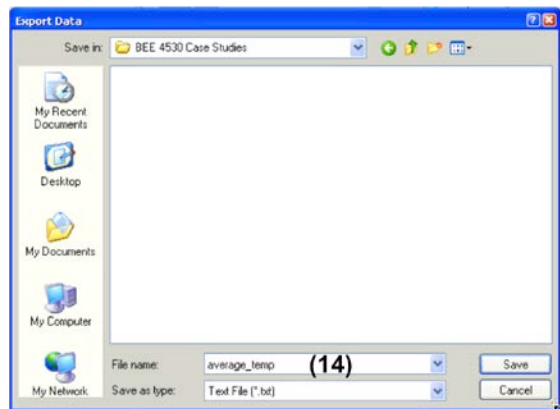 Export Data
Save in:
BEE 4530 Case Studies
My Recent
Documents
Desktop
My Documents
My Computer
My Network
File name:
average_temp
(14)
Save
Save as type:
Text File (*.txt)
Cancel